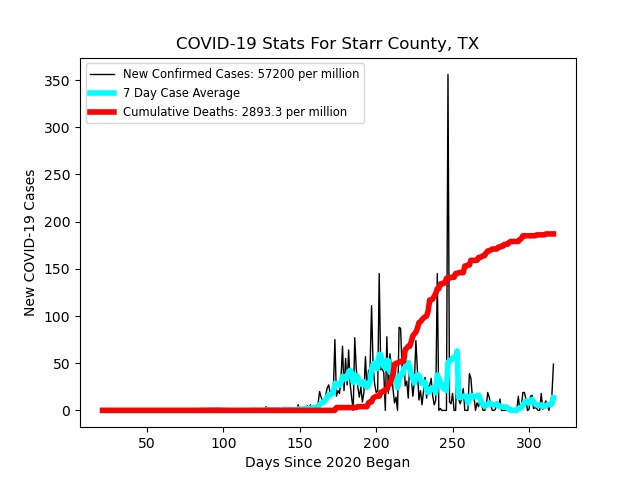 COVID-19 Stats For Starr County, TX
New Confirmed Cases: 57200 per million
7 Day Case Average
Cumulative Deaths: 2893.3 per million
New COVID-19 Cases
350
300
250
200
150
100
50
0
50 100 150 200 250 300
Days Since 2020 Began